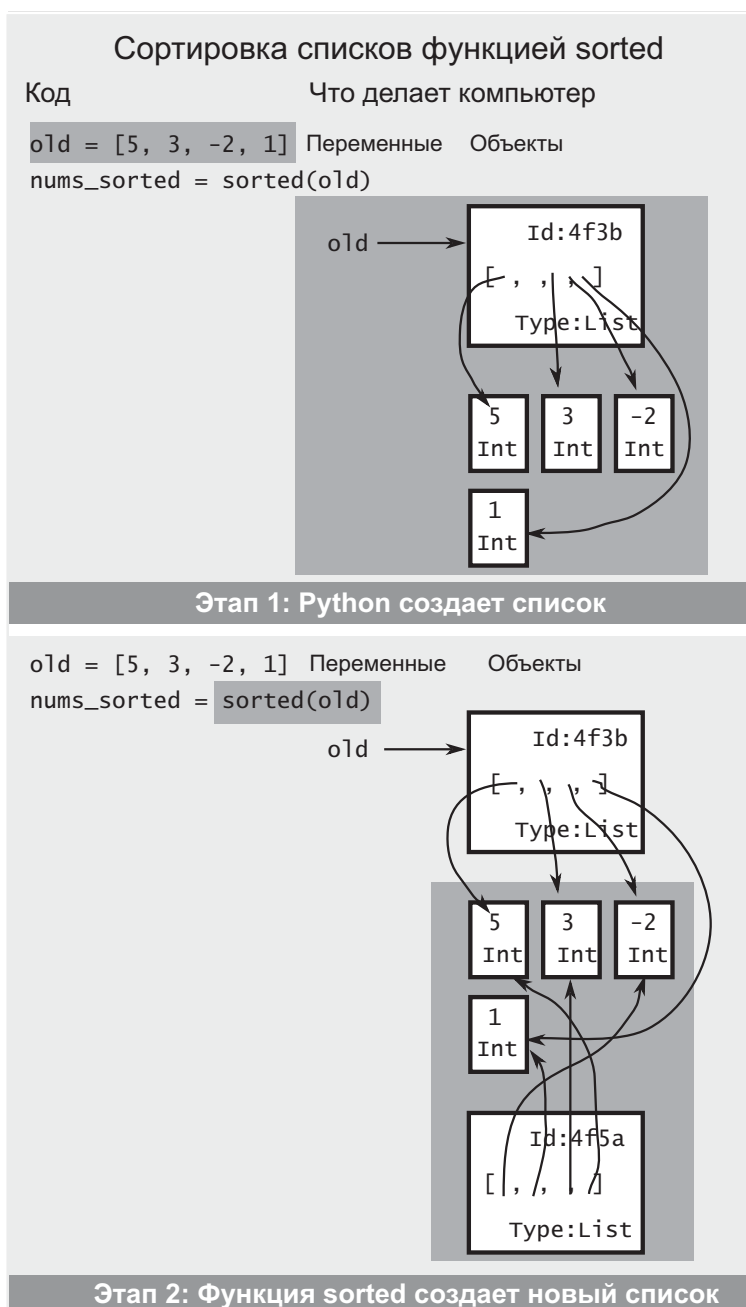 Сортировка списков функцией sorted
Код Что делает компьютер
old = [5, 3, -2, 1] Переменные Объекты
nums_sorted = sorted(old)
old
Id:4f3b
[ , , , ]
Type:List
5 3 -2
Int Int Int
1
Int
Этап 1: Python создает список
old = [5, 3, -2, 1] Переменные Объекты
nums_sorted = sorted(old)
old
Id:4f3b
[ , , , ]
Type:List
5 3 -2
Int Int Int
1
Int
Id:4f5a
[ , , , ]
Type:List
Этап 2: Функция sorted создает новый список